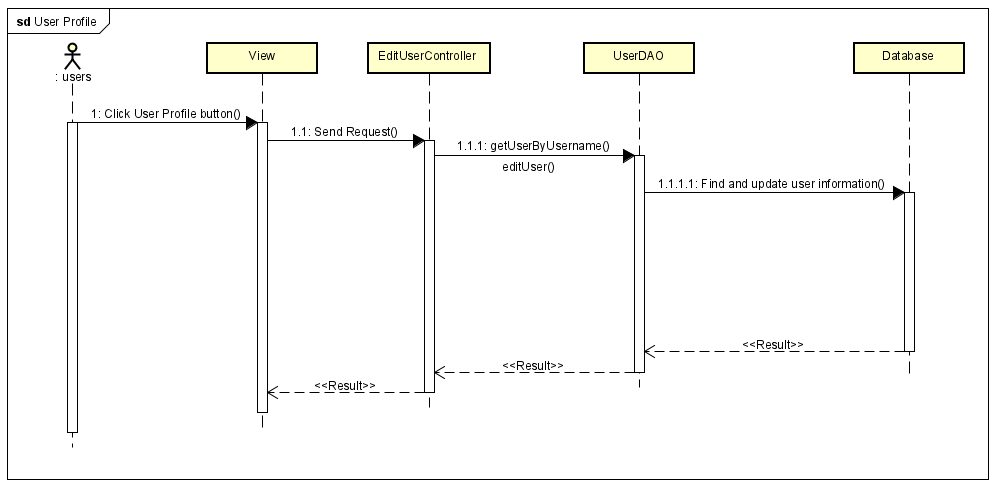 sd User Profile
: users
View
EditUserController
UserDAO
Database
1: Click User Profile button()
1.1: Send Request()
1.1.1: getUserByUsername()
editUser()
1.1.1.1: Find and update user information()
<<Result>>
<<Result>>
<<Result>>